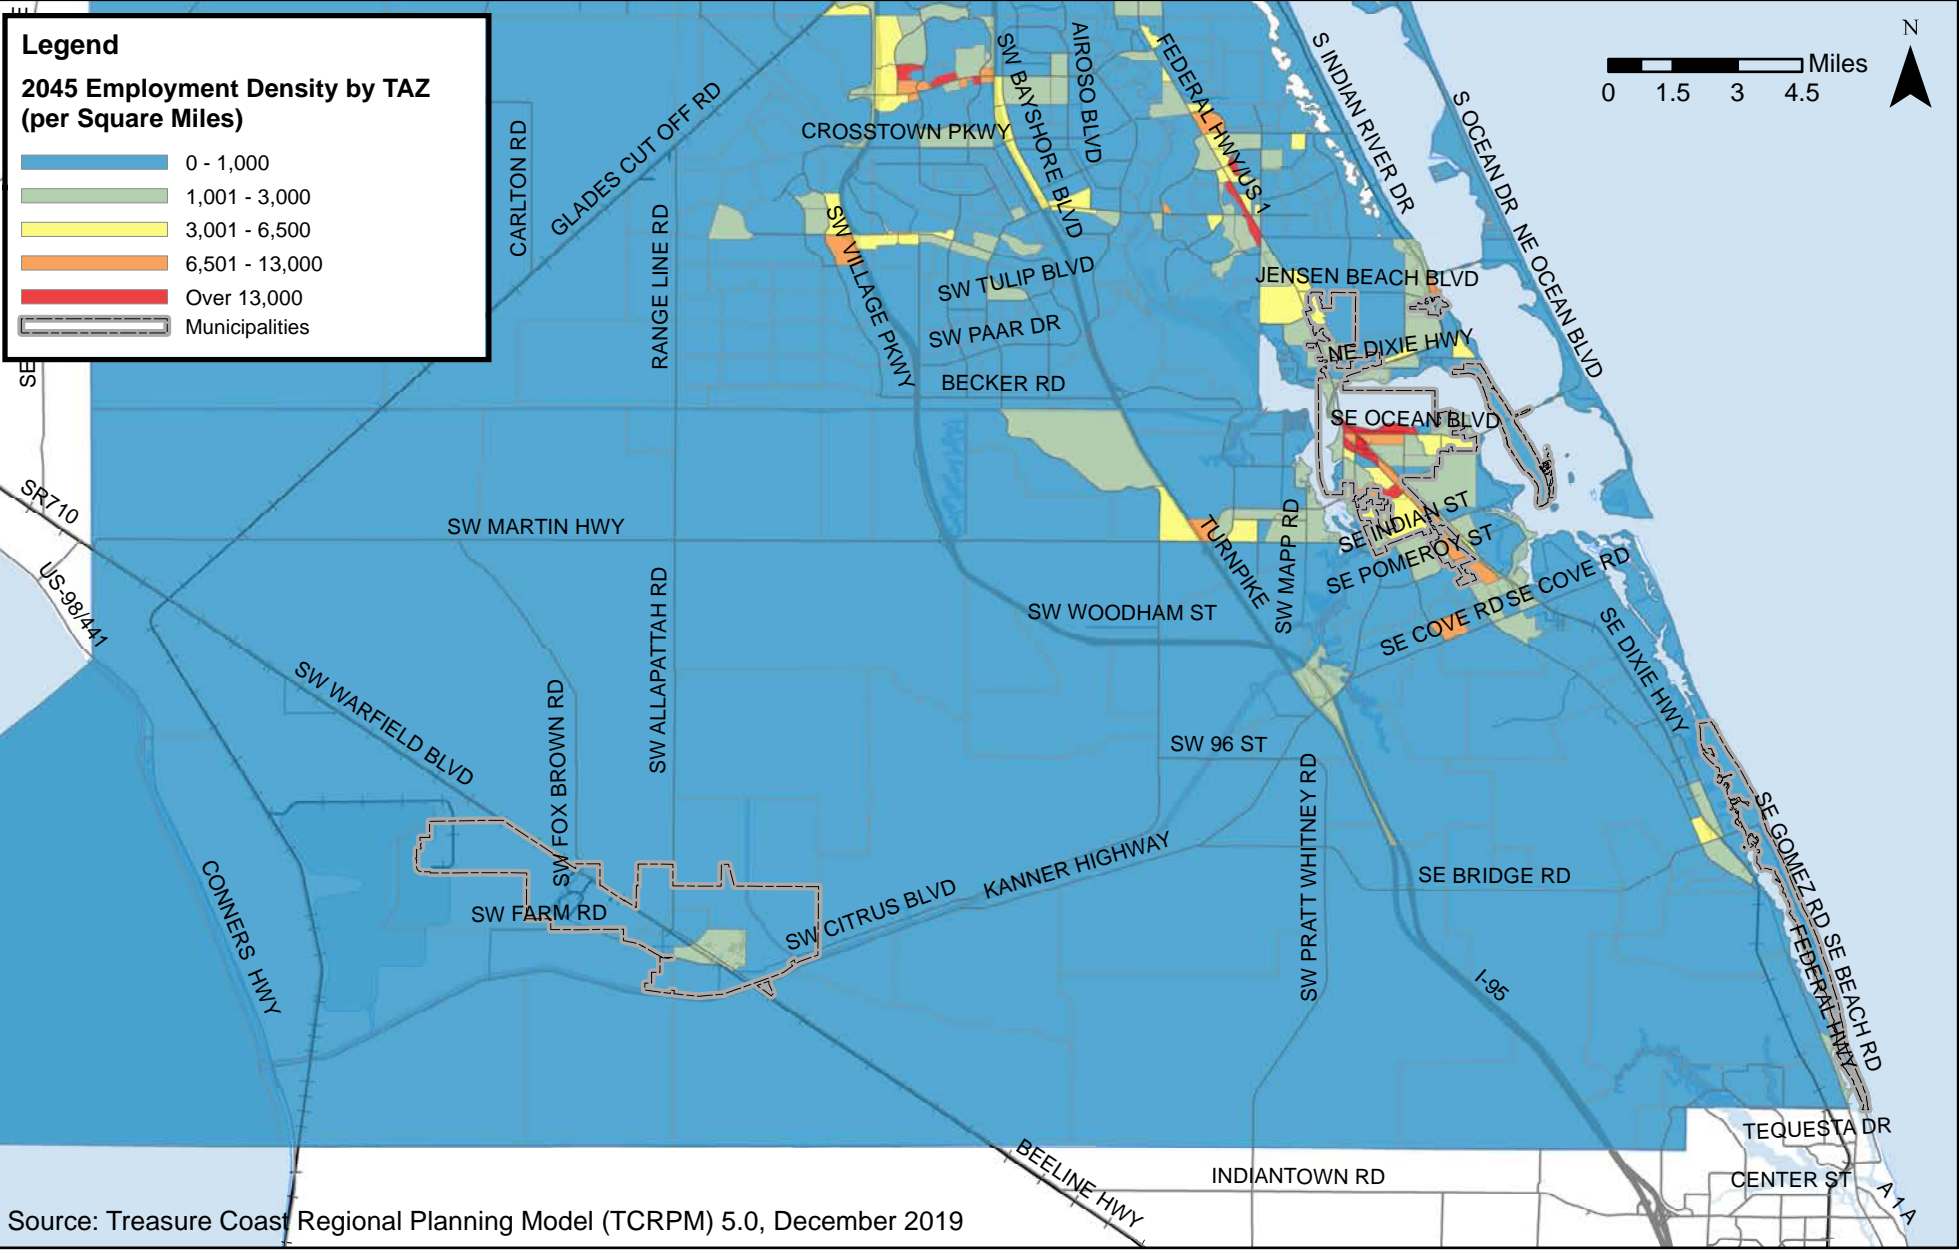 Legend
2045 Employment Density by TAZ
(per Square Miles)
0 - 1,000
1,001 - 3,000
3,001 - 6,500
6,501 - 13,000
Over 13,000
Municipalities
N
Miles
0 1.5 3 4.5
CARLTON RD
GLADES CUT OFF RD
RANGE LINE RD
CROSSTOWN PKWY
SW BAYSHORE BLVD
AIROSO BLVD
FEDERAL HWY/US 1
S INDIAN RIVER DR
S OCEAN DR
NE OCEAN BLVD
SW VILLAGE PKWY
SW TULIP BLVD
SW PAAR DR
BECKER RD
JENSEN BEACH BLVD
NE DIXIE HWY
SE OCEAN BLVD
SE
SR710
US-98/441
SW MARTIN HWY
TURNPIKE
SW MAPP RD
SE INDIAN ST
SE POMEROY ST
SE COVE RD
SE COVE RD
SE DIXIE HWY
SW WOODHAM ST
SW ALLAPATTAH RD
SW FOX BROWN RD
SW WARFIELD BLVD
SW 96 ST
SW PRATT WHITNEY RD
SE BRIDGE RD
KANNER HIGHWAY
SW CITRUS BLVD
SW FARM RD
CONNERS HWY
SE GOMEZ RD
SE BEACH RD
FEDERAL HWY
I-95
TEQUESTA DR
CENTER ST
A 1 A
INDIANTOWN RD
BEELINE HWY
Source: Treasure Coast Regional Planning Model (TCRPM) 5.0, December 2019